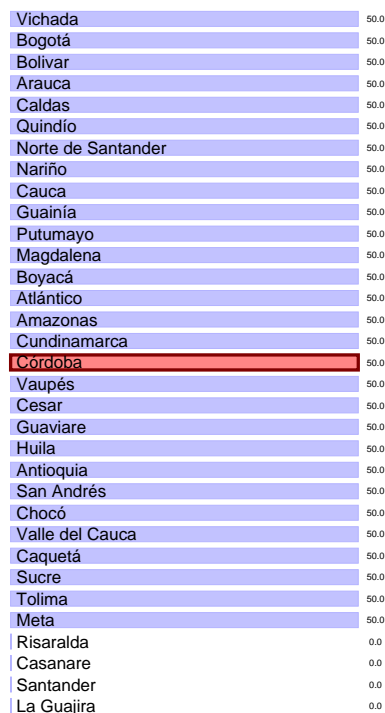 Vichada 50.0
Bogotá 50.0
Bolivar 50.0
Arauca 50.0
Caldas 50.0
Quindío 50.0
Norte de Santander 50.0
Nariño 50.0
Cauca 50.0
Guainía 50.0
Putumayo 50.0
Magdalena 50.0
Boyacá 50.0
Atlántico 50.0
Amazonas 50.0
Cundinamarca 50.0
Córdoba 50.0
Vaupés 50.0
Cesar 50.0
Guaviare 50.0
Huila 50.0
Antioquia 50.0
San Andrés 50.0
Chocó 50.0
Valle del Cauca 50.0
Caquetá 50.0
Sucre 50.0
Tolima 50.0
Meta 50.0
Risaralda 0.0
Casanare 0.0
Santander 0.0
La Guajira 0.0